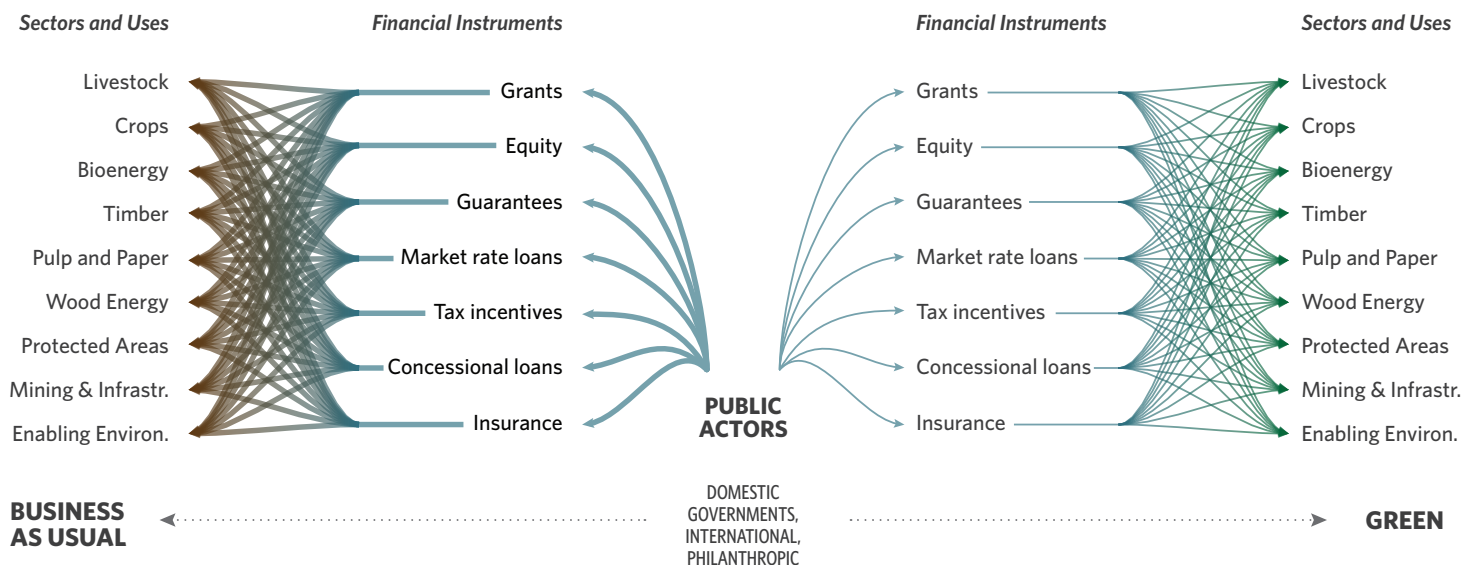 Sectors and Uses
Financial Instruments
Livestock
Crops
Bioenergy
Timber
Pulp and Paper
Wood Energy
Protected Areas
Mining & Infrastr.
Enabling Environ.
Grants
Equity
Guarantees
Market rate loans
Tax incentives
Concessional loans
Insurance
PUBLIC
ACTORS
Financial Instruments
Sectors and Uses
Grants
Equity
Guarantees
Market rate loans
Tax incentives
Concessional loans
Insurance
Livestock
Crops
Bioenergy
Timber
Pulp and Paper
Wood Energy
Protected Areas
Mining & Infrastr.
Enabling Environ.
BUSINESS
AS USUAL
DOMESTIC
GOVERNMENTS,
INTERNATIONAL,
PHILANTHROPIC
GREEN